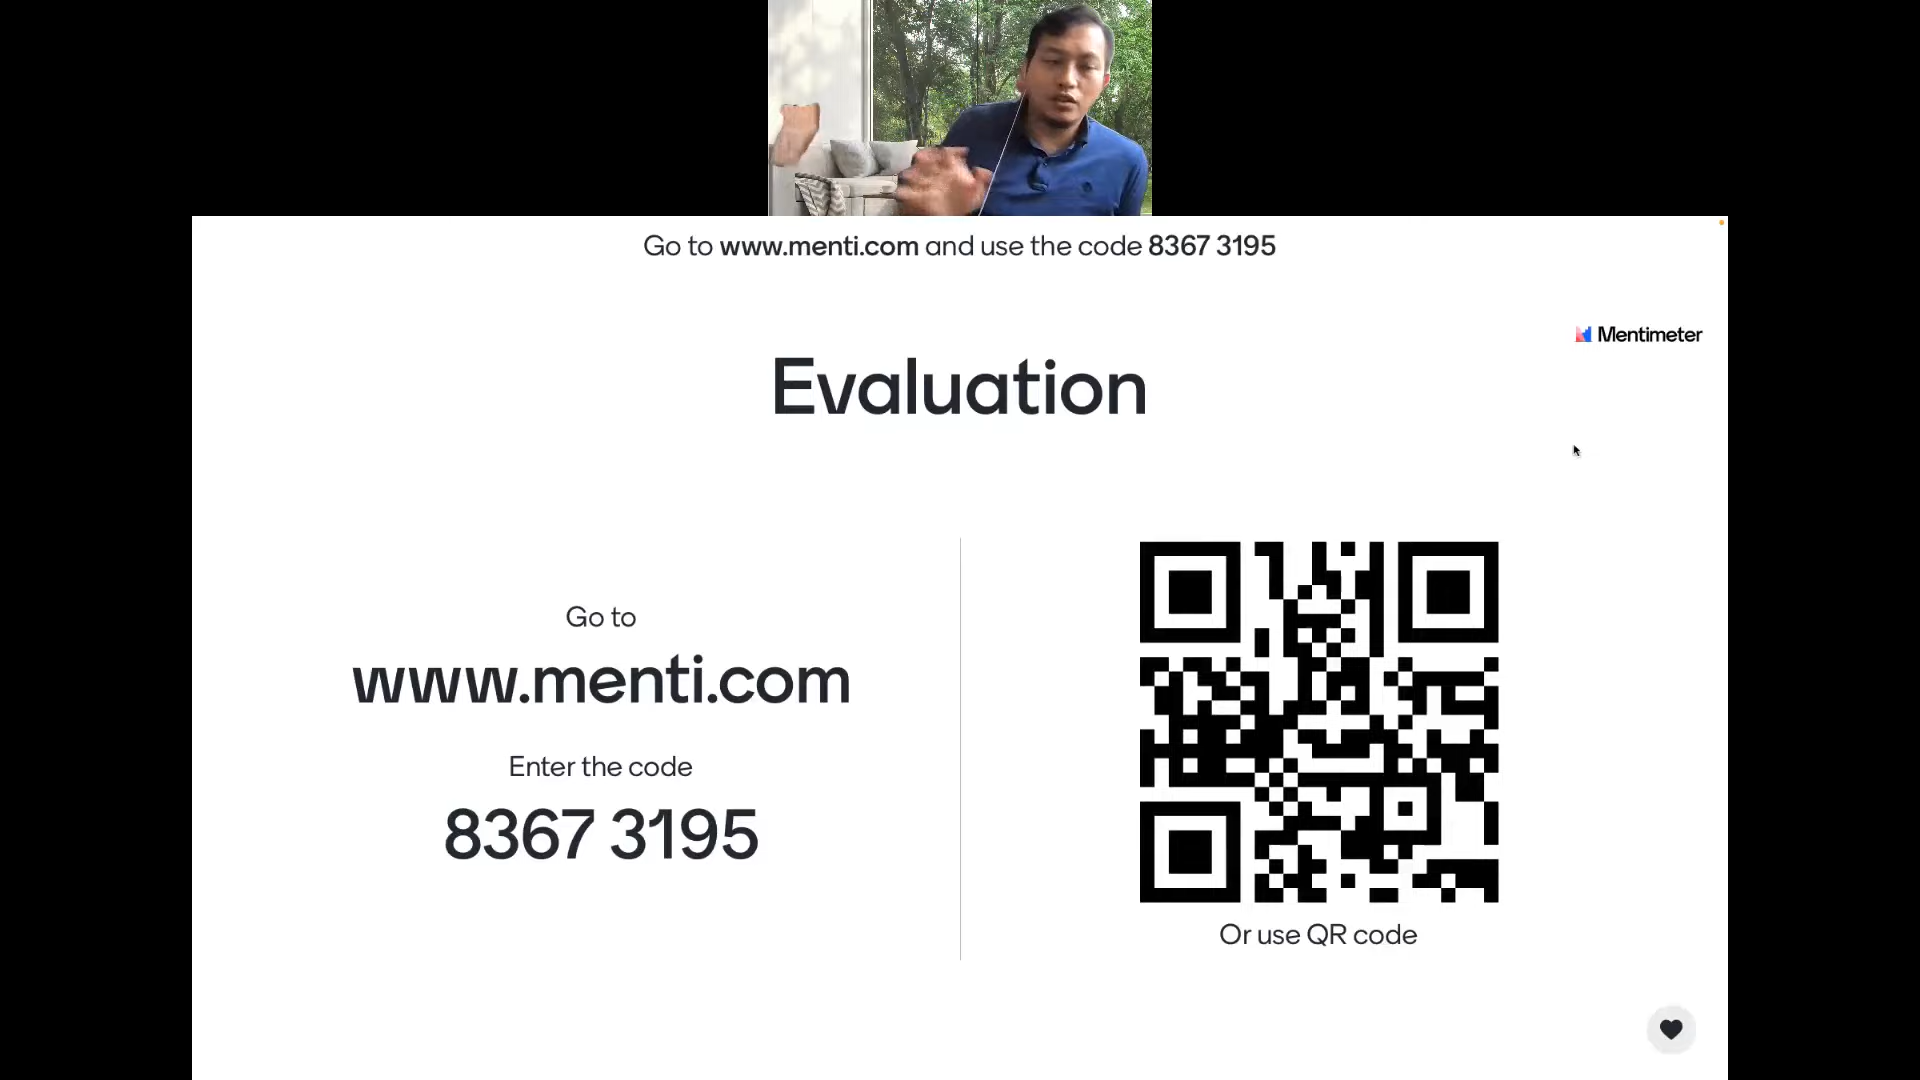 Go to www.menti.com and use the code 8367 3195
Mentimeter
Evaluation
Go to
www.menti.com
Enter the code
8367 3195
Or use QR code